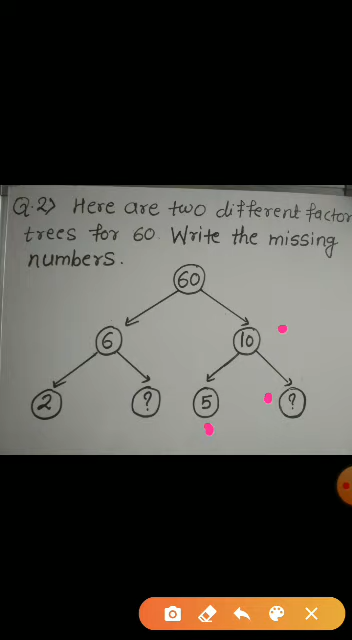 Q.2) Here are two different factor
trees for 60. Write the missing
numbers.
60
6 10
2 ? 5 ?